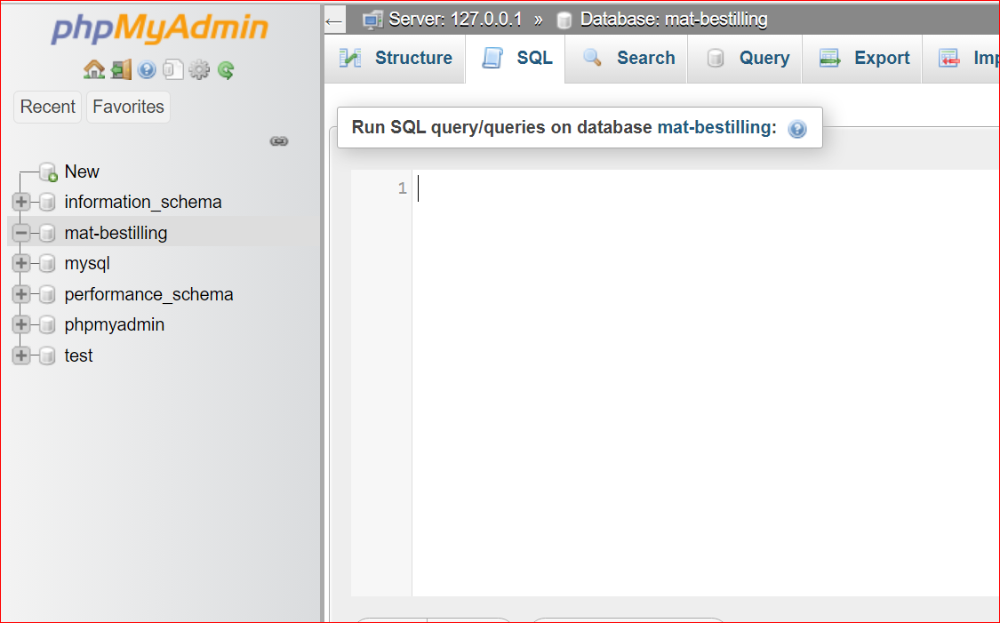 phpMyAdmin
Recent
Favorites
New
information_schema
mat-bestilling
mysql
performance_schema
phpmyadmin
test
← Server: 127.0.0.1 » Database: mat-bestilling
Structure SQL Search Query Export Imp
Run SQL query/queries on database mat-bestilling:
1